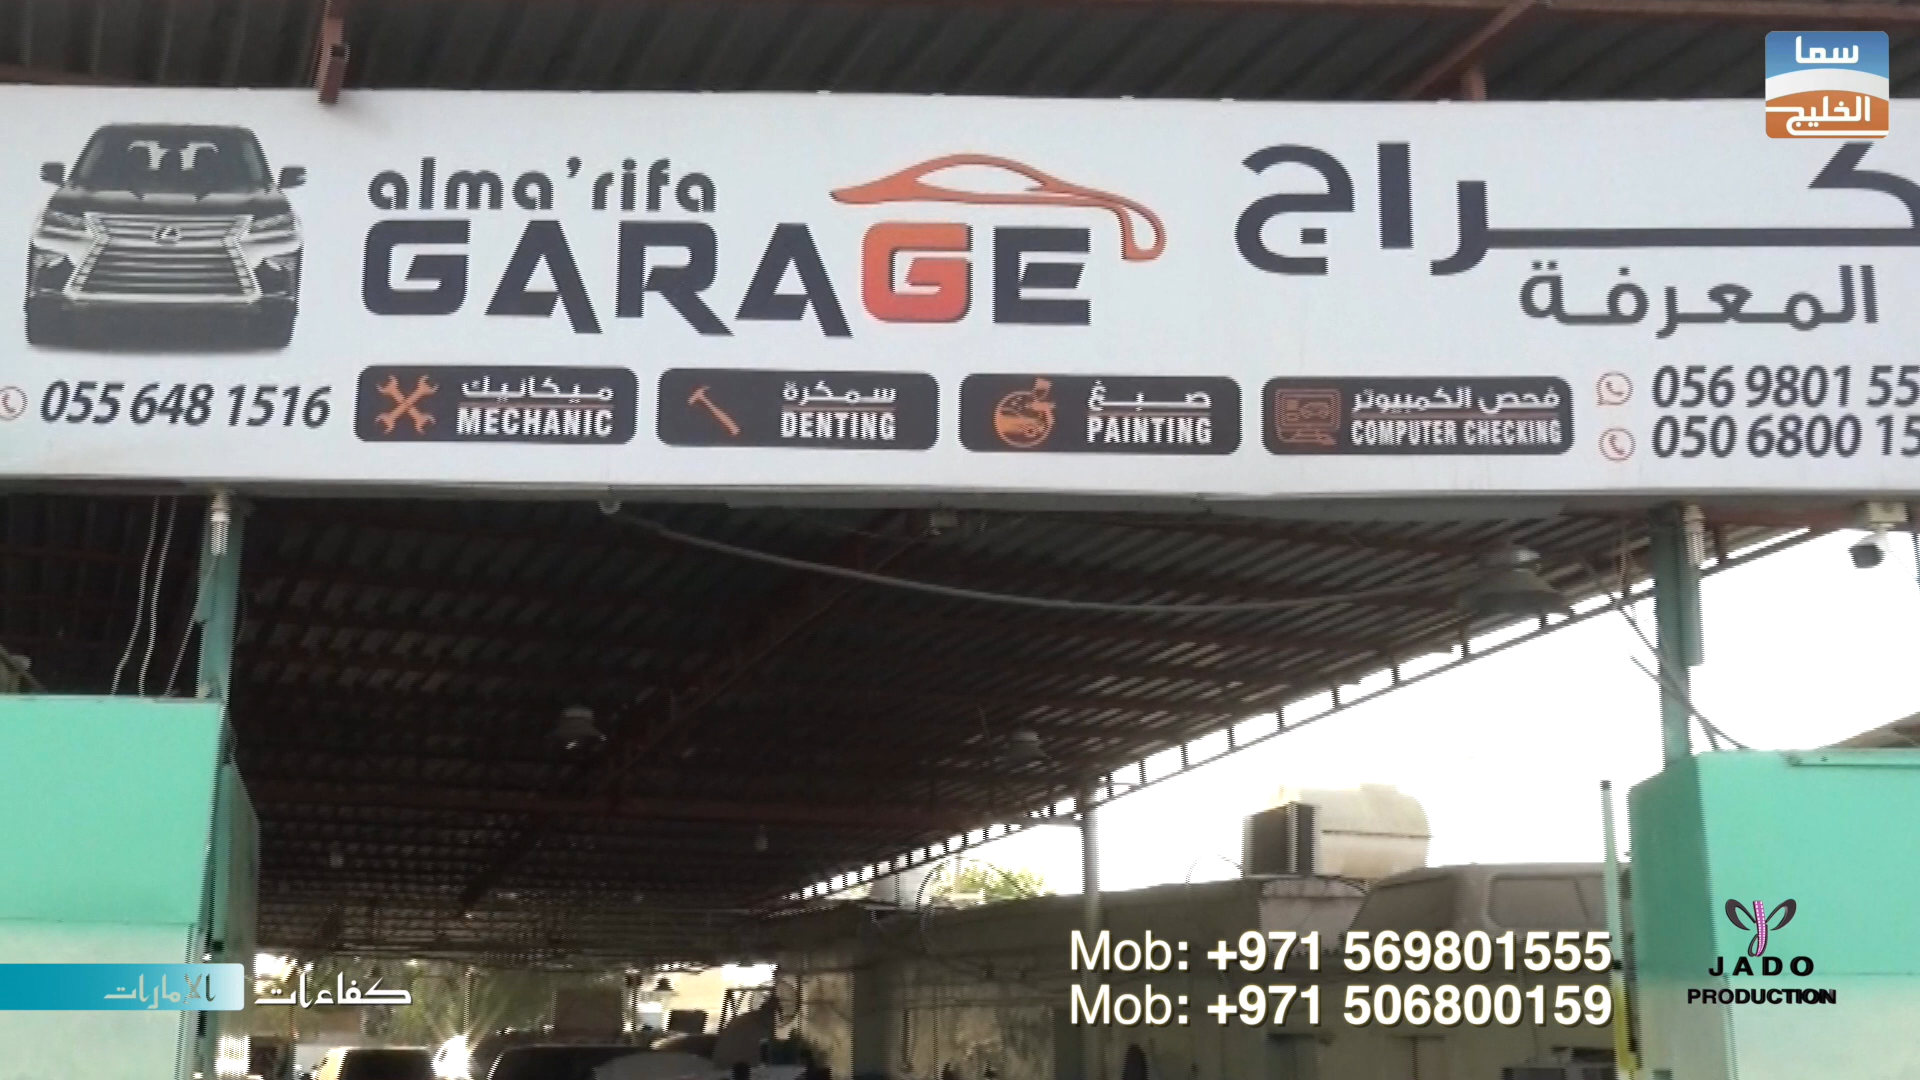 سما
الخليج
alma'rifa
GARAGE
كراج
المعرفة
055 648 1516
ميكانيك
MECHANIC
سمكرة
DENTING
صبغ
PAINTING
فحص الكمبيوتر
COMPUTER CHECKING
056 9801 55
050 6800 15
Mob: +971 569801555
Mob: +971 506800159
JADO
PRODUCTION
كفاءات الإمارات